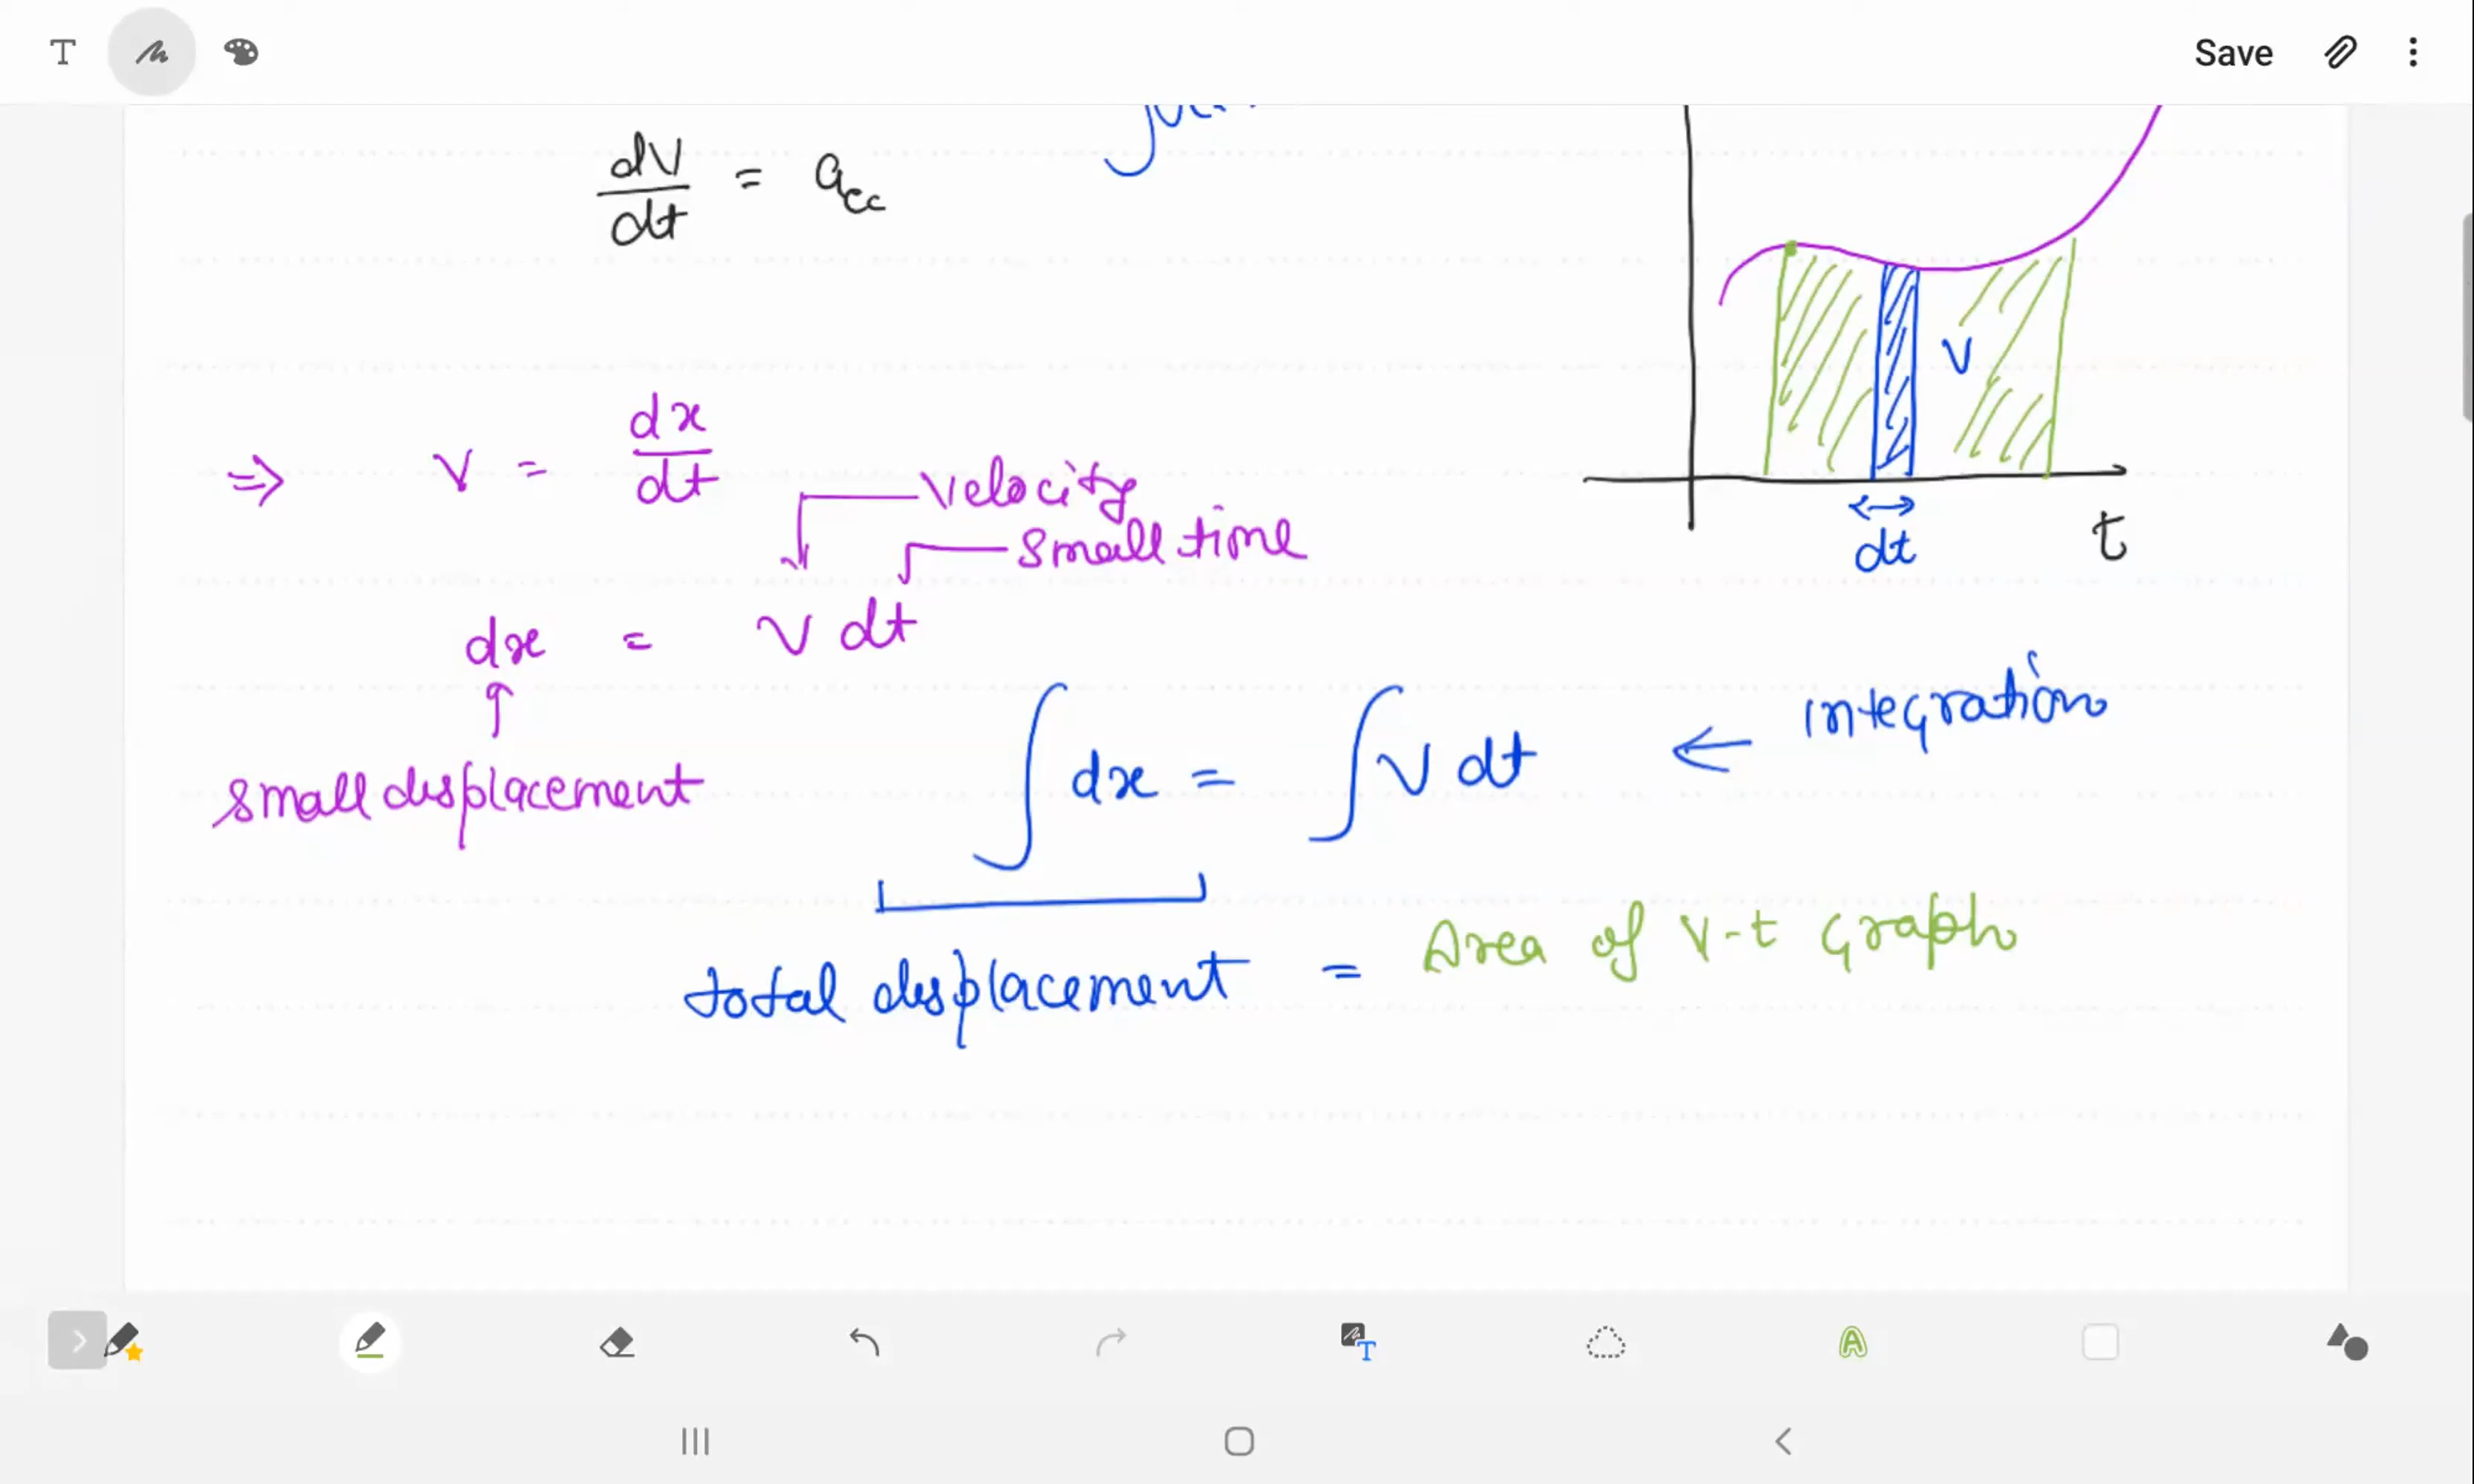 Save
dV/dt = acc
V
dt
t
⇒ v = dx/dt
velocity
small time
dx = v dt
small displacement
∫ dx = ∫ v dt ← integration
total displacement = Area of v-t Graph